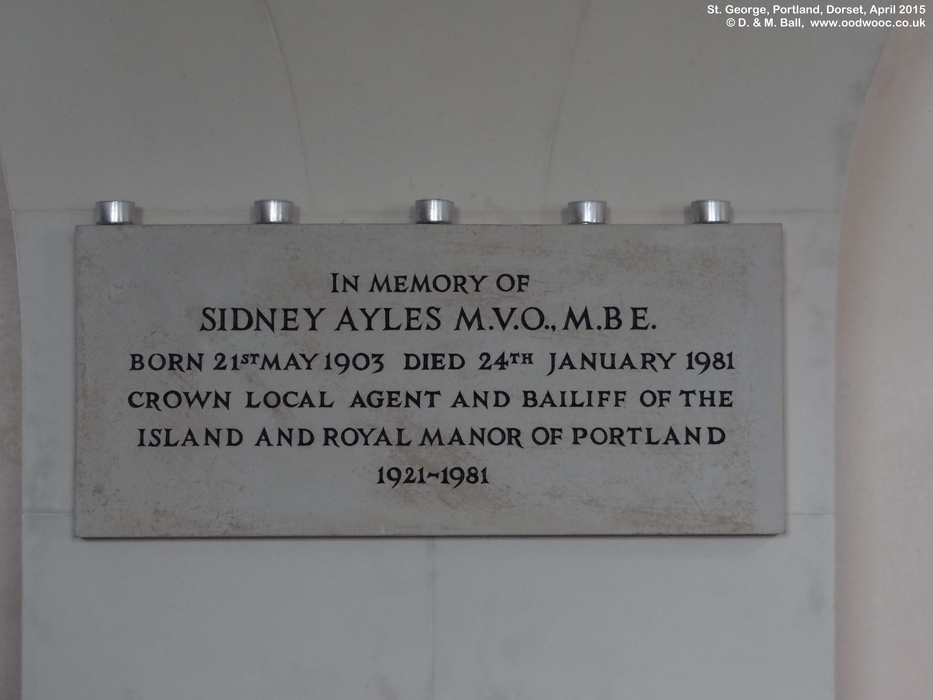 St. George, Portland, Dorset, April 2015
© D. & M. Ball, www.oodwooc.co.uk
IN MEMORY OF
SIDNEY AYLES M.V.O., M.B E.
BORN 21ST MAY 1903 DIED 24TH JANUARY 1981
CROWN LOCAL AGENT AND BAILIFF OF THE
ISLAND AND ROYAL MANOR OF PORTLAND
1921~1981